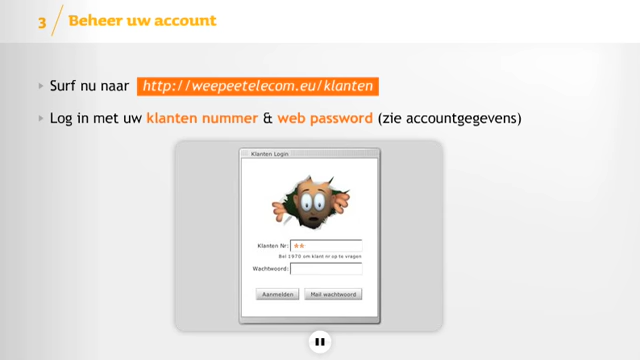 3 Beheer uw account
Surf nu naar http://weepeetelecom.eu/klanten
Log in met uw klanten nummer & web password (zie accountgegevens)
Klanten Login
Klanten Nr: **
Bel 1970 om klant nr op te vragen
Wachtwoord:
Aanmelden Mail wachtwoord